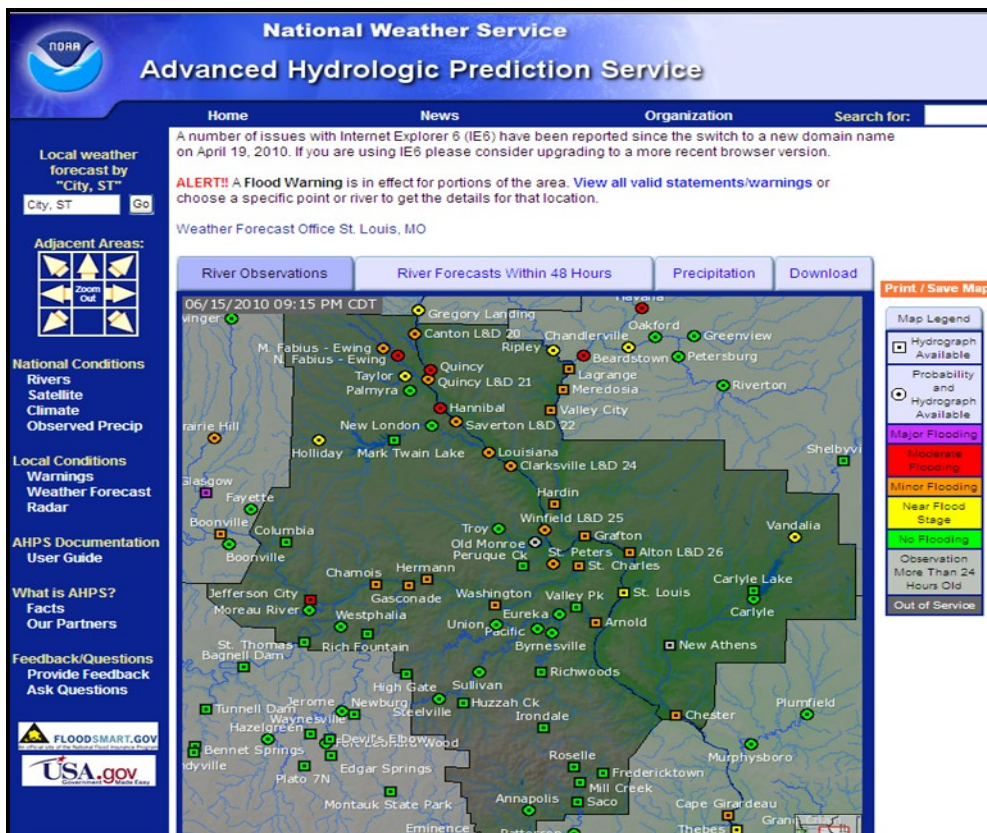 NOAA
National Weather Service
Advanced Hydrologic Prediction Service
Home News Organization Search for:
A number of issues with Internet Explorer 6 (IE6) have been reported since the switch to a new domain name
on April 19, 2010. If you are using IE6 please consider upgrading to a more recent browser version.
ALERT!! A Flood Warning is in effect for portions of the area. View all valid statements/warnings or
choose a specific point or river to get the details for that location.
Weather Forecast Office St. Louis, MO
Local weather
forecast by
"City, ST"
City, ST Go
Adjacent Areas:
Zoom
Out
National Conditions
Rivers
Satellite
Climate
Observed Precip
Local Conditions
Warnings
Weather Forecast
Radar
AHPS Documentation
User Guide
What is AHPS?
Facts
Our Partners
Feedback/Questions
Provide Feedback
Ask Questions
FLOODSMART.GOV
An official site of the National Flood Insurance Program
USA.gov
Government Made Easy
River Observations River Forecasts Within 48 Hours Precipitation Download
06/15/2010 09:15 PM CDT
Gregory Landing
Canton L&D 20
Chandlerville
Oakford
Greenview
M. Fabius - Ewing
N. Fabius - Ewing
Ripley
Beardstown
Petersburg
Quincy
Lagrange
Taylor
Quincy L&D 21
Meredosia
Riverton
Palmyra
Hannibal
Valley City
New London
Saverton L&D 22
Holliday
Mark Twain Lake
Louisiana
Clarksville L&D 24
Glasgow
Fayette
Hardin
Boonville
Columbia
Troy
Winfield L&D 25
Grafton
Vandalia
Old Monroe
Boonville
Peruque Ck
St. Peters
Alton L&D 26
St. Charles
Chamois
Hermann
Carlyle Lake
Jefferson City
Gasconade
Washington
Valley Pk
St. Louis
Moreau River
Westphalia
Eureka
Carlyle
Union
Pacific
Arnold
St. Thomas
Rich Fountain
Byrnesville
New Athens
Bagnell Dam
High Gate
Sullivan
Richwoods
Tunnell Dam
Jerome
Newburg
Steelville
Huzzah Ck
Irondale
Chester
Plumfield
Waynesville
Hazelgreen
Devil's Elbow
Fort Leonard Wood
Bennet Springs
Edgar Springs
Roselle
Murphysboro
Plato 7N
Fredericktown
Mill Creek
Montauk State Park
Annapolis
Saco
Cape Girardeau
Eminence
Thebes
Print / Save Map
Map Legend
Hydrograph
Available
Probability
and
Hydrograph
Available
Major Flooding
Moderate
Flooding
Minor Flooding
Near Flood
Stage
No Flooding
Observation
More Than 24
Hours Old
Out of Service